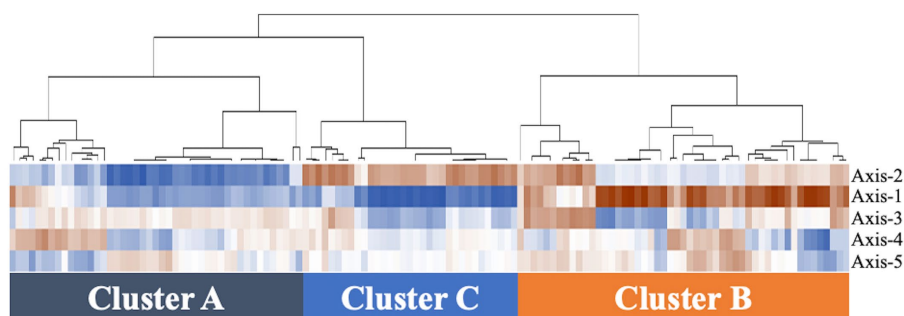 Axis-2
Axis-1
Axis-3
Axis-4
Axis-5
Cluster A
Cluster C
Cluster B